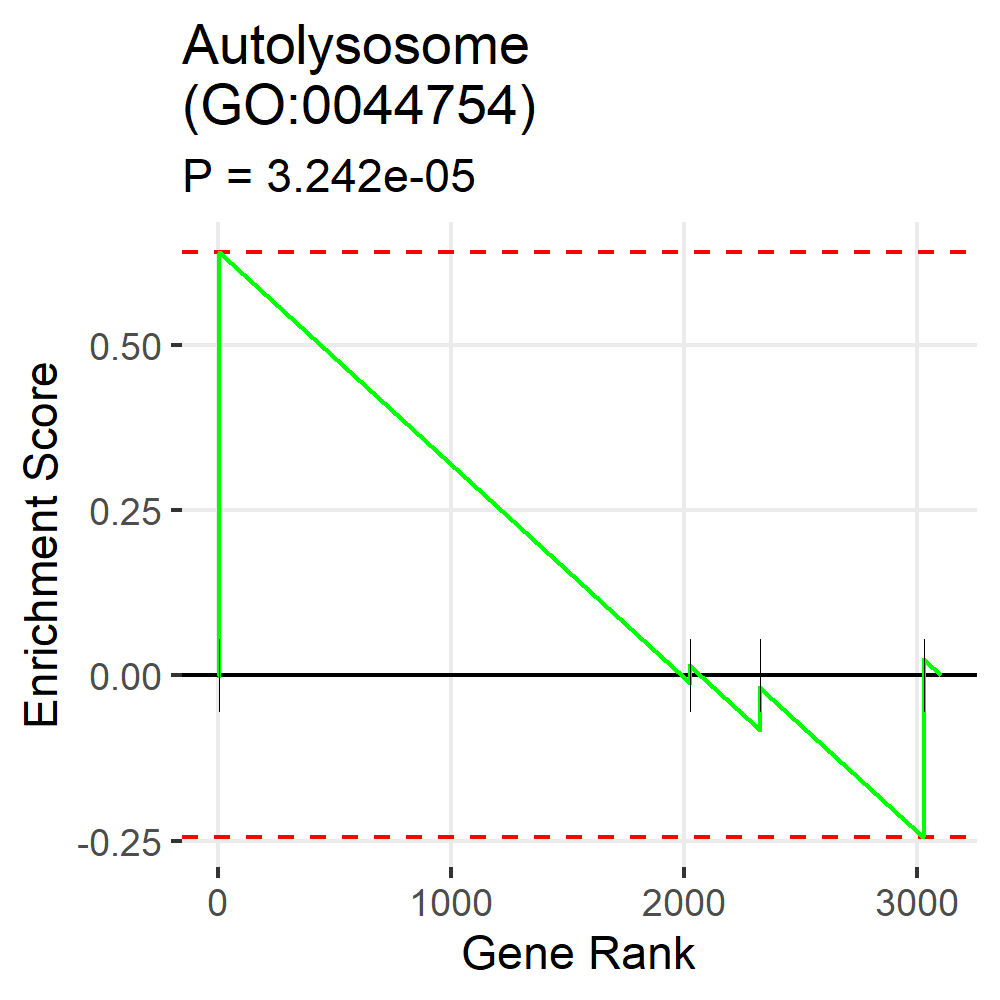 Autolysosome
(GO:0044754)
P = 3.242e-05
Enrichment Score
0.50
0.25
0.00
-0.25
0
1000
2000
3000
Gene Rank